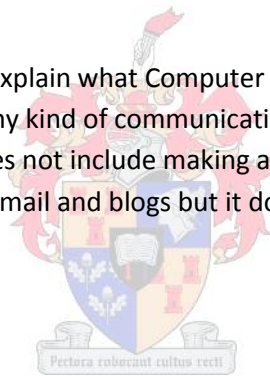 xplain what Computer
ny kind of communicati
es not include making a
mail and blogs but it do
Pectora roborant cultus recti